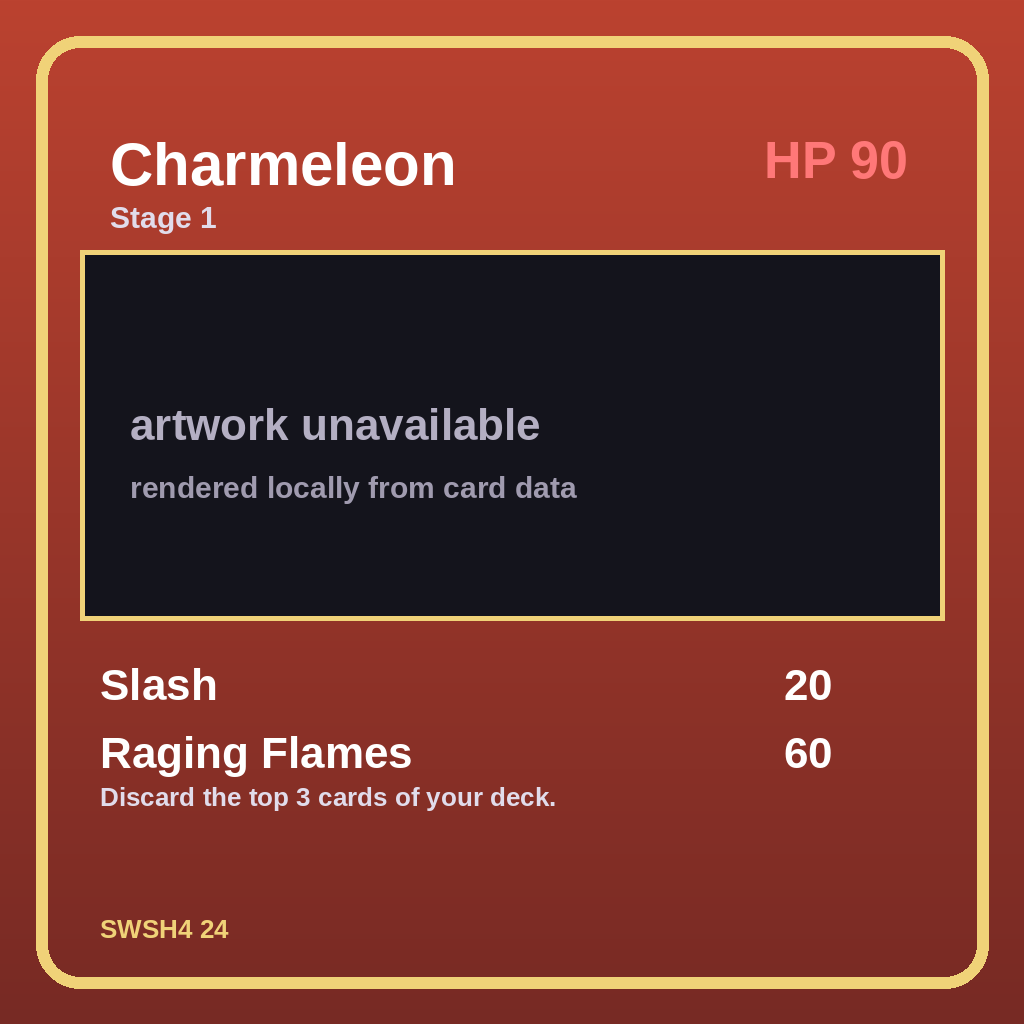 Charmeleon
HP 90
Stage 1
artwork unavailable
rendered locally from card data
Slash 20
Raging Flames 60
Discard the top 3 cards of your deck.
SWSH4 24